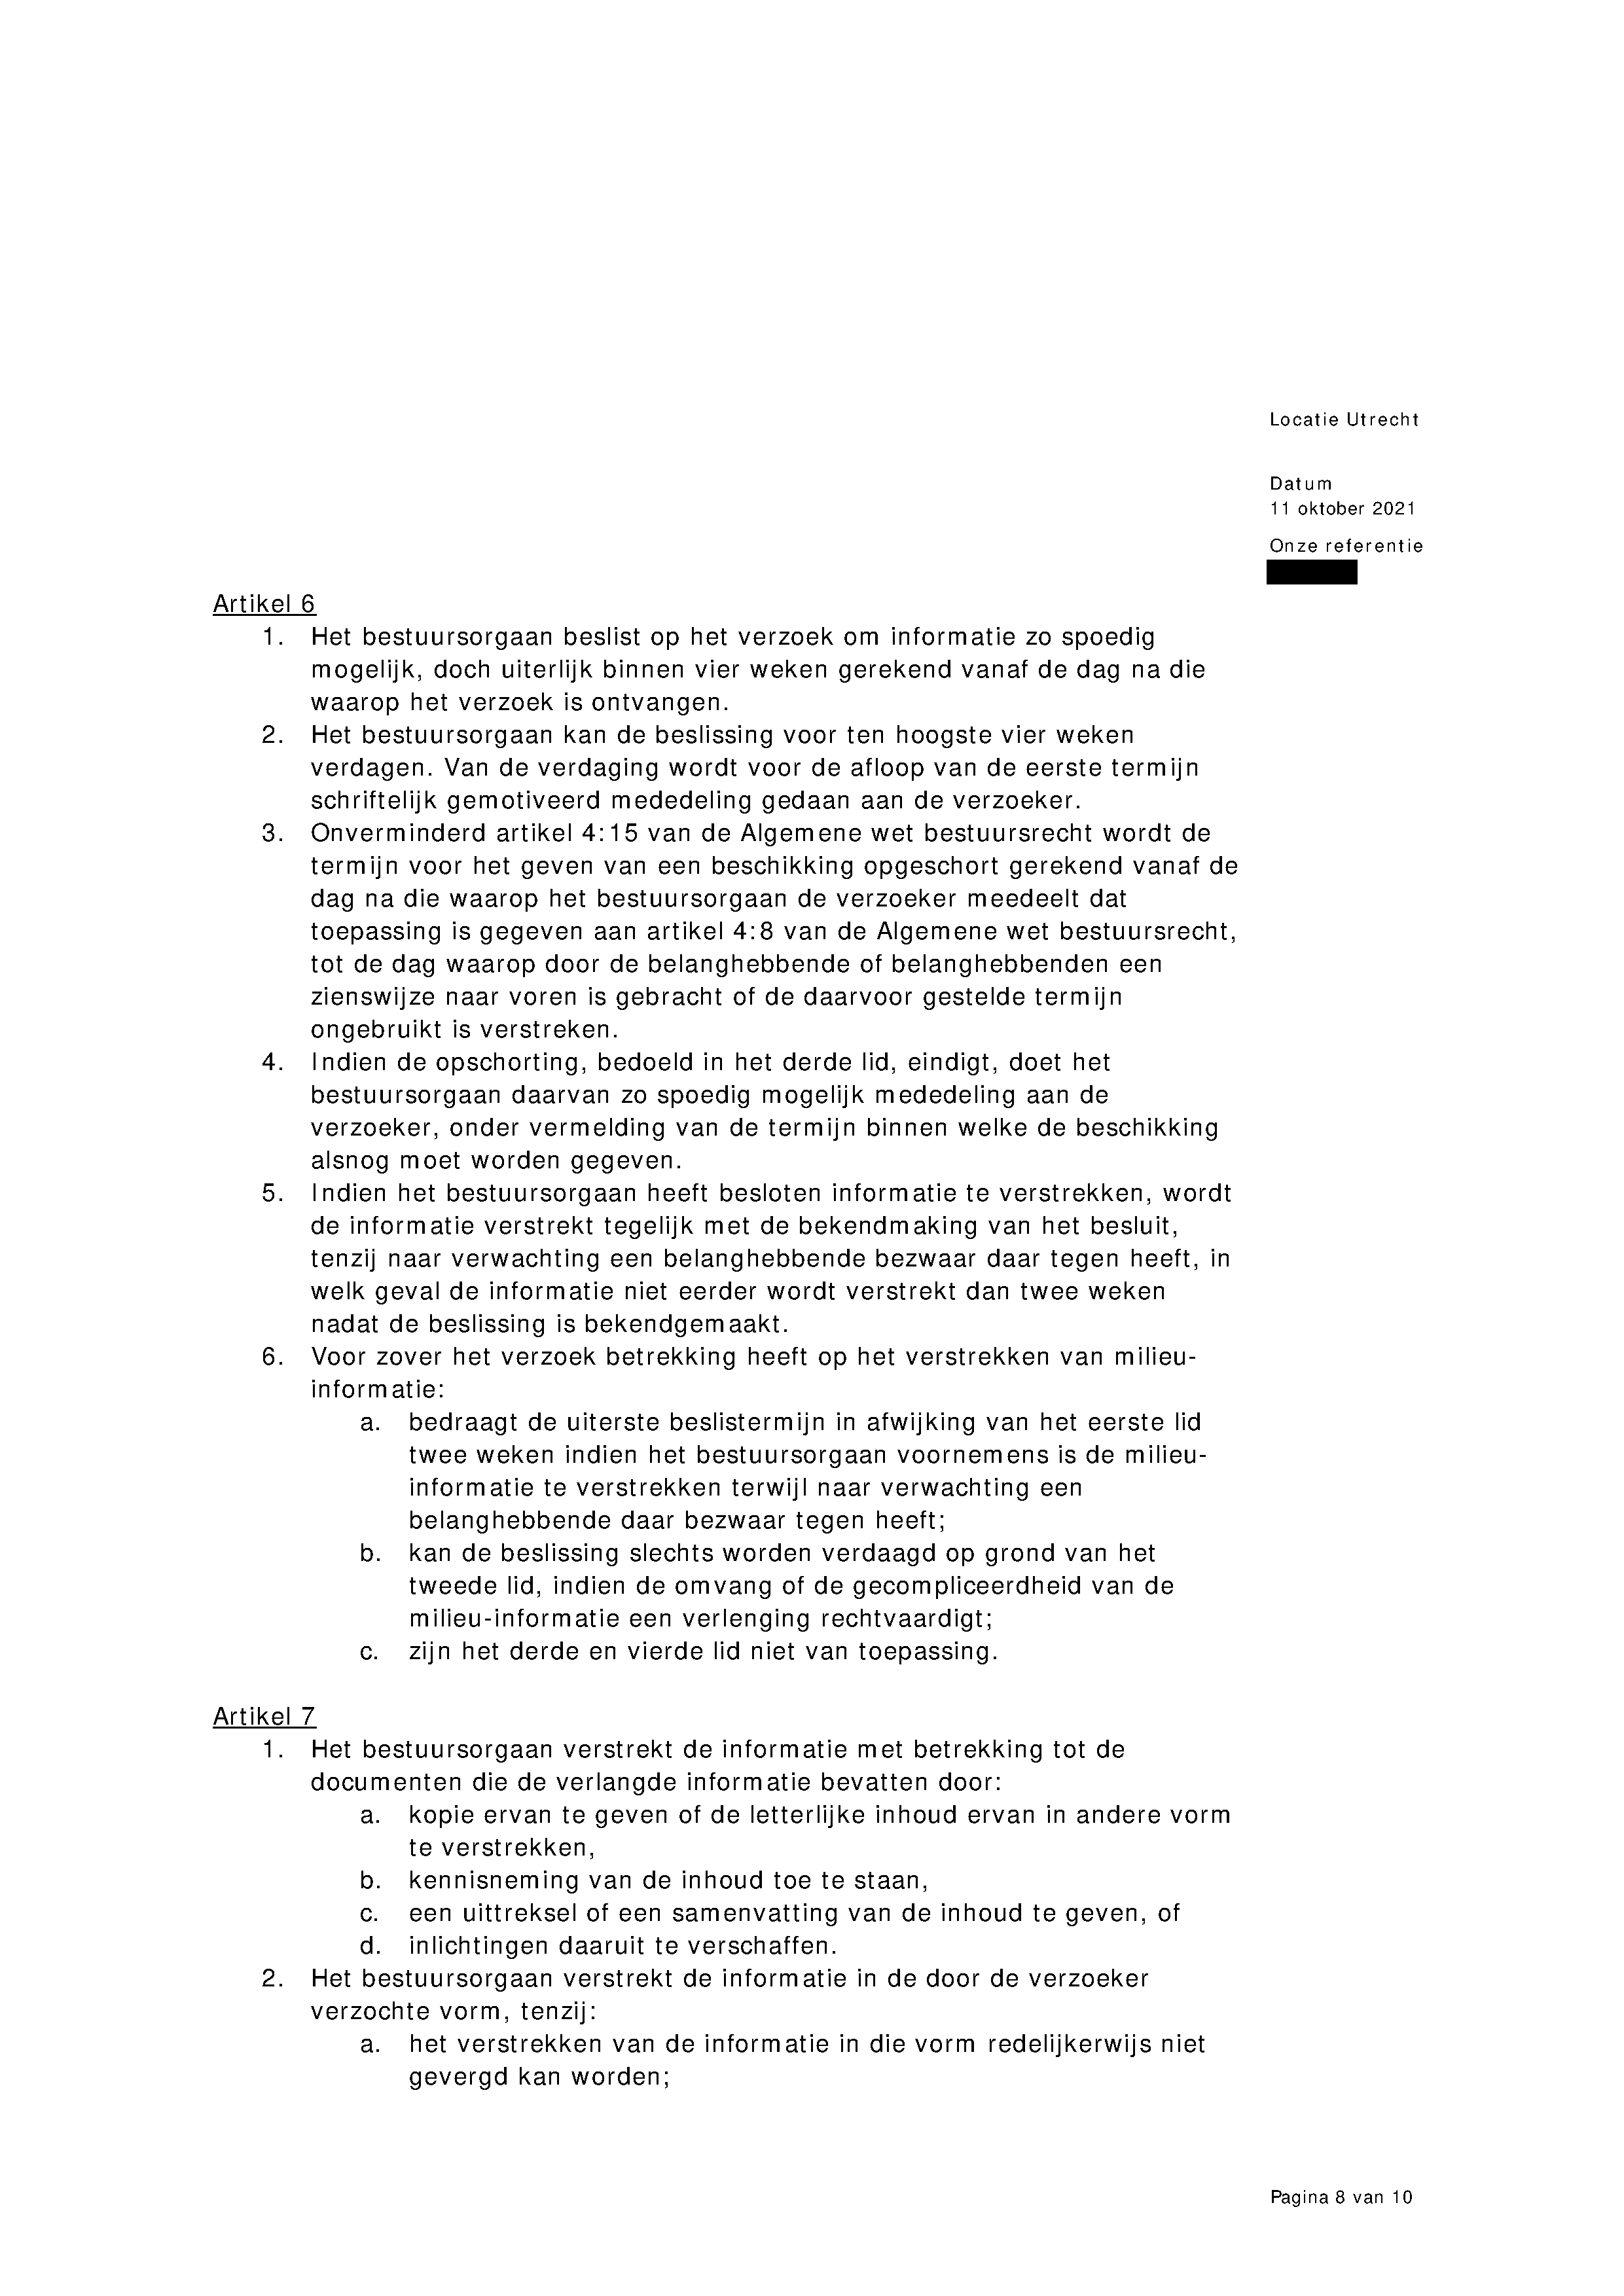 Locatie Utrecht
Datum
11 oktober 2021
Onze referentie
Artikel 6
1. Het bestuursorgaan beslist op het verzoek om informatie zo spoedig
mogelijk, doch uiterlijk binnen vier weken gerekend vanaf de dag na die
waarop het verzoek is ontvangen.
2. Het bestuursorgaan kan de beslissing voor ten hoogste vier weken
verdagen. Van de verdaging wordt voor de afloop van de eerste termijn
schriftelijk gemotiveerd mededeling gedaan aan de verzoeker.
3. Onverminderd artikel 4:15 van de Algemene wet bestuursrecht wordt de
termijn voor het geven van een beschikking opgeschort gerekend vanaf de
dag na die waarop het bestuursorgaan de verzoeker meedeelt dat
toepassing is gegeven aan artikel 4:8 van de Algemene wet bestuursrecht,
tot de dag waarop door de belanghebbende of belanghebbenden een
zienswijze naar voren is gebracht of de daarvoor gestelde termijn
ongebruikt is verstreken.
4. Indien de opschorting, bedoeld in het derde lid, eindigt, doet het
bestuursorgaan daarvan zo spoedig mogelijk mededeling aan de
verzoeker, onder vermelding van de termijn binnen welke de beschikking
alsnog moet worden gegeven.
5. Indien het bestuursorgaan heeft besloten informatie te verstrekken, wordt
de informatie verstrekt tegelijk met de bekendmaking van het besluit,
tenzij naar verwachting een belanghebbende bezwaar daar tegen heeft, in
welk geval de informatie niet eerder wordt verstrekt dan twee weken
nadat de beslissing is bekendgemaakt.
6. Voor zover het verzoek betrekking heeft op het verstrekken van milieu-
informatie:
a. bedraagt de uiterste beslistermijn in afwijking van het eerste lid
twee weken indien het bestuursorgaan voornemens is de milieu-
informatie te verstrekken terwijl naar verwachting een
belanghebbende daar bezwaar tegen heeft;
b. kan de beslissing slechts worden verdaagd op grond van het
tweede lid, indien de omvang of de gecompliceerdheid van de
milieu-informatie een verlenging rechtvaardigt;
c. zijn het derde en vierde lid niet van toepassing.
Artikel 7
1. Het bestuursorgaan verstrekt de informatie met betrekking tot de
documenten die de verlangde informatie bevatten door:
a. kopie ervan te geven of de letterlijke inhoud ervan in andere vorm
te verstrekken,
b. kennisneming van de inhoud toe te staan,
c. een uittreksel of een samenvatting van de inhoud te geven, of
d. inlichtingen daaruit te verschaffen.
2. Het bestuursorgaan verstrekt de informatie in de door de verzoeker
verzochte vorm, tenzij:
a. het verstrekken van de informatie in die vorm redelijkerwijs niet
gevergd kan worden;
Pagina 8 van 10